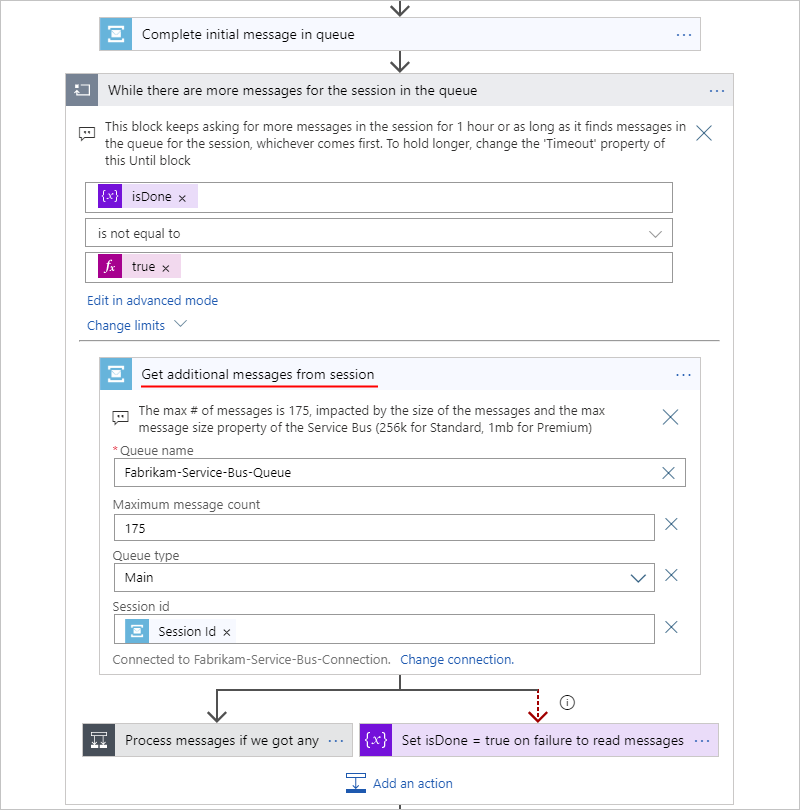 Complete initial message in queue
While there are more messages for the session in the queue
This block keeps asking for more messages in the session for 1 hour or as long as it finds messages in
the queue for the session, whichever comes first. To hold longer, change the 'Timeout' property of
this Until block
{x} isDone ×
is not equal to
fx true ×
Edit in advanced mode
Change limits
Get additional messages from session
The max # of messages is 175, impacted by the size of the messages and the max
message size property of the Service Bus (256k for Standard, 1mb for Premium)
* Queue name
Fabrikam-Service-Bus-Queue
Maximum message count
175
Queue type
Main
Session id
Session Id ×
Connected to Fabrikam-Service-Bus-Connection. Change connection.
Process messages if we got any
{x} Set isDone = true on failure to read messages
Add an action